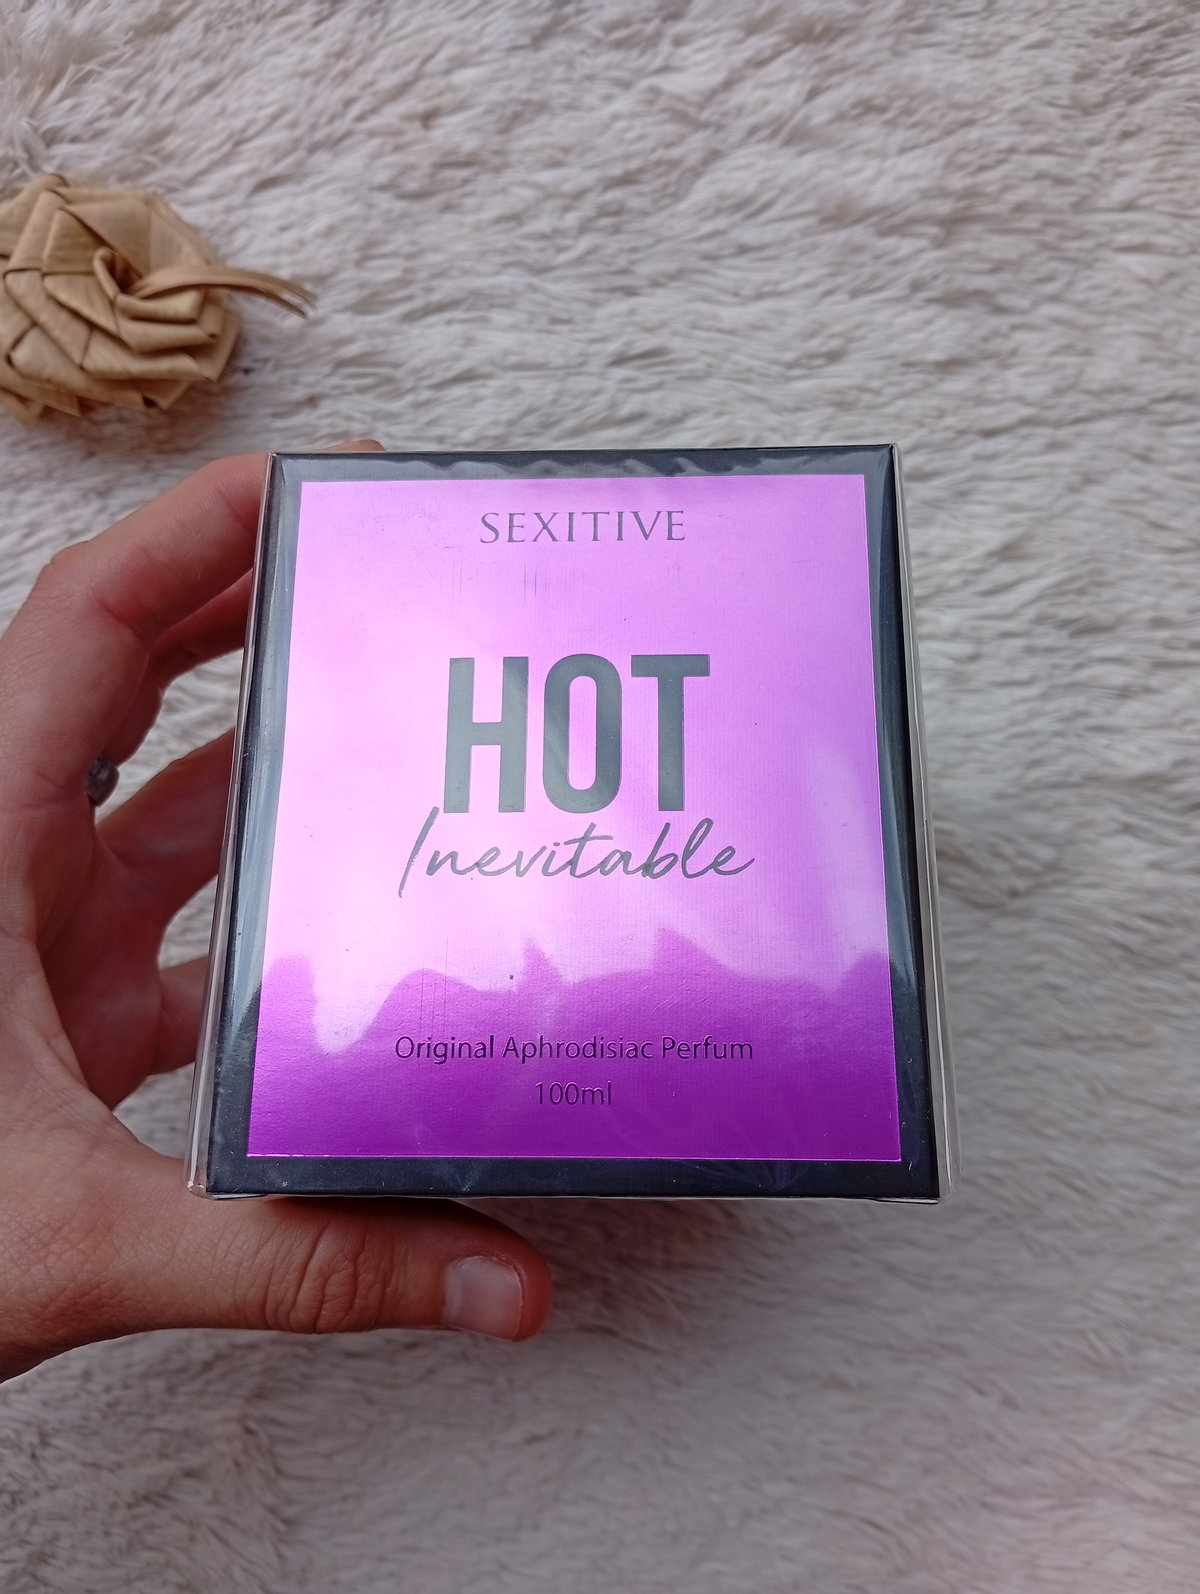 SEXITIVE
HOT
Inevitable
Original Aphrodisiac Perfum
100ml